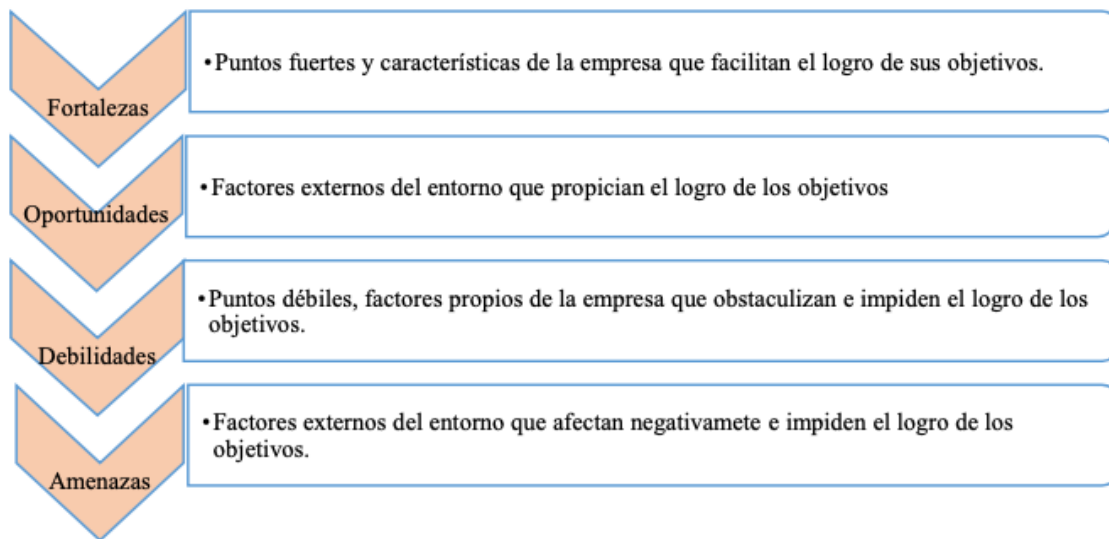 Fortalezas
•Puntos fuertes y características de la empresa que facilitan el logro de sus objetivos.
Oportunidades
•Factores externos del entorno que propician el logro de los objetivos
Debilidades
•Puntos débiles, factores propios de la empresa que obstaculizan e impiden el logro de los
objetivos.
Amenazas
•Factores externos del entorno que afectan negativamete e impiden el logro de los
objetivos.